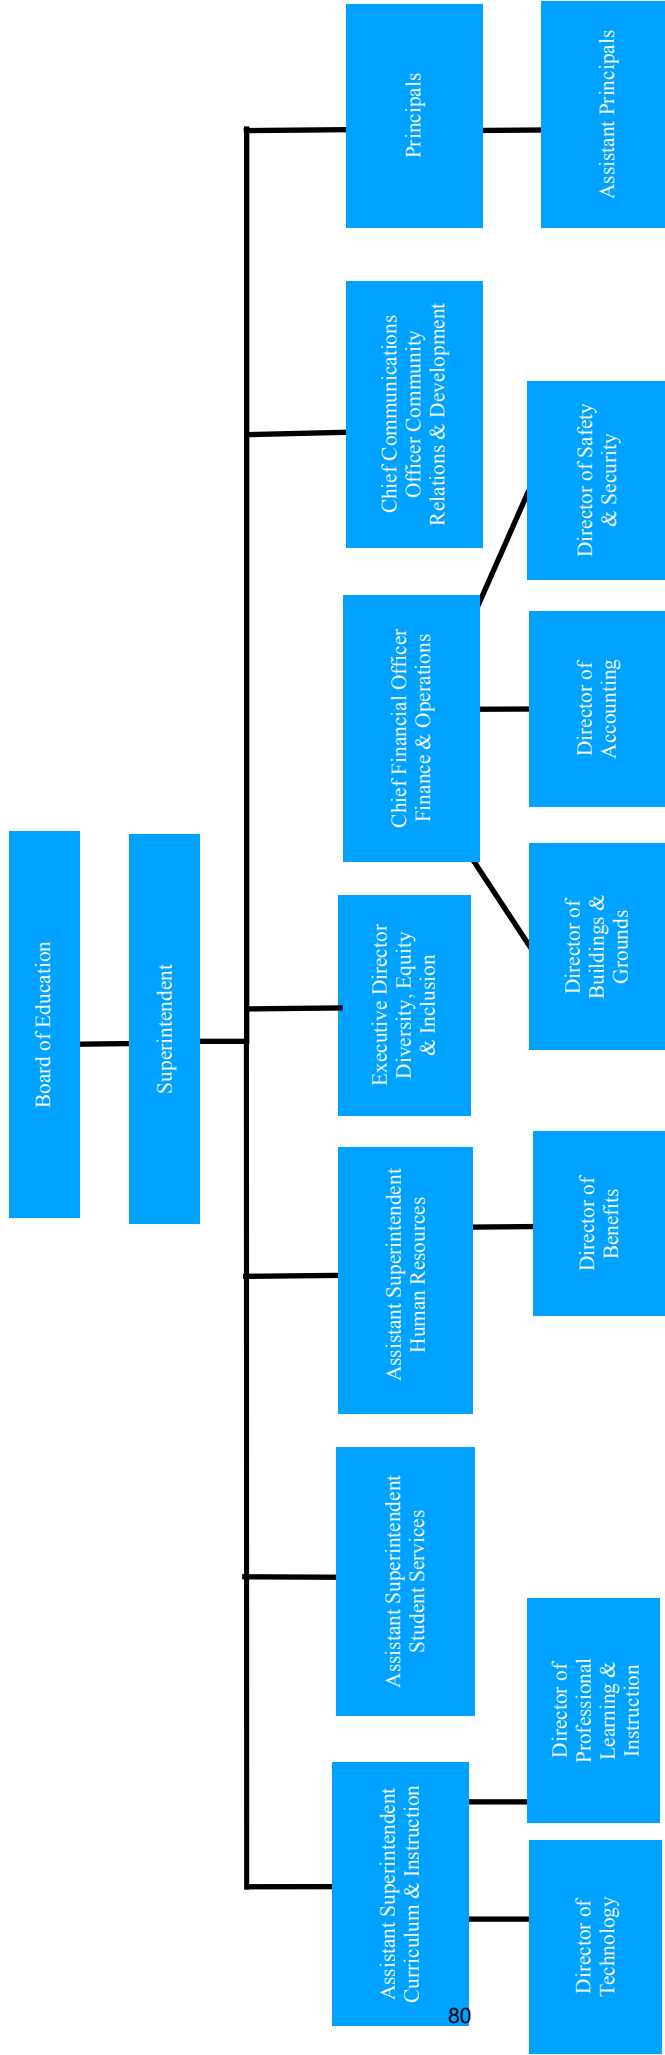 Board of Education
Superintendent
Assistant Superintendent
Curriculum & Instruction
Assistant Superintendent
Student Services
Assistant Superintendent
Human Resources
Executive Director
Diversity, Equity
& Inclusion
Chief Financial Officer
Finance & Operations
Chief Communications
Officer Community
Relations & Development
Principals
Director of
Technology
Director of
Professional
Learning &
Instruction
Director of
Benefits
Director of
Buildings &
Grounds
Director of
Accounting
Director of Safety
& Security
Assistant Principals
80